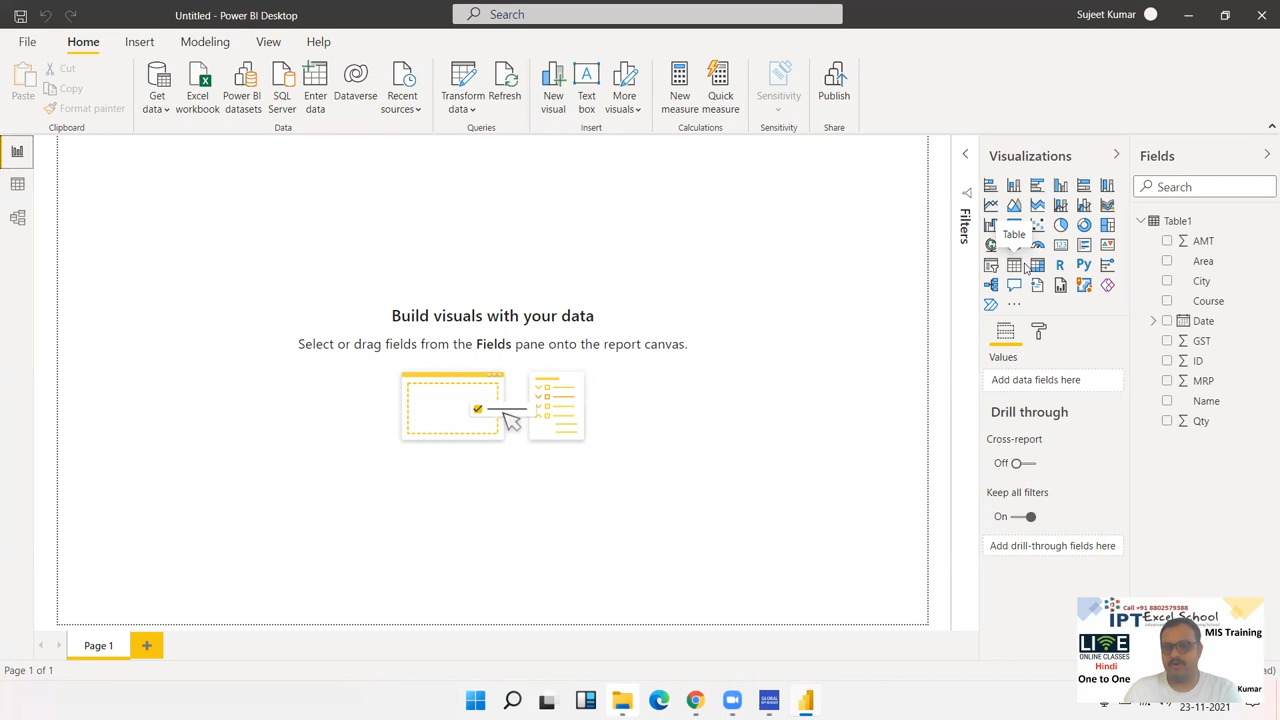 Untitled - Power BI Desktop
Search
Sujeet Kumar
File
Home
Insert
Modeling
View
Help
Paste
Cut
Copy
Format painter
Clipboard
Get data
Excel workbook
Power BI datasets
SQL Server
Enter data
Dataverse
Recent sources
Data
Transform data
Refresh
Queries
New visual
Text box
More visuals
Insert
New measure
Quick measure
Calculations
Sensitivity
Sensitivity
Publish
Share
Build visuals with your data
Select or drag fields from the Fields pane onto the report canvas.
Filters
Visualizations
Table
R
Py
123
Values
Add data fields here
Drill through
Cross-report
Off
Keep all filters
On
Add drill-through fields here
Fields
Search
Table1
AMT
Area
City
Course
Date
GST
ID
MRP
Name
Qty
Page 1
Page 1 of 1
Call +91 8802579388
IPT Excel School
MIS Training
LIVE
ONLINE CLASSES
Hindi
One to One
Kumar
23-11-2021